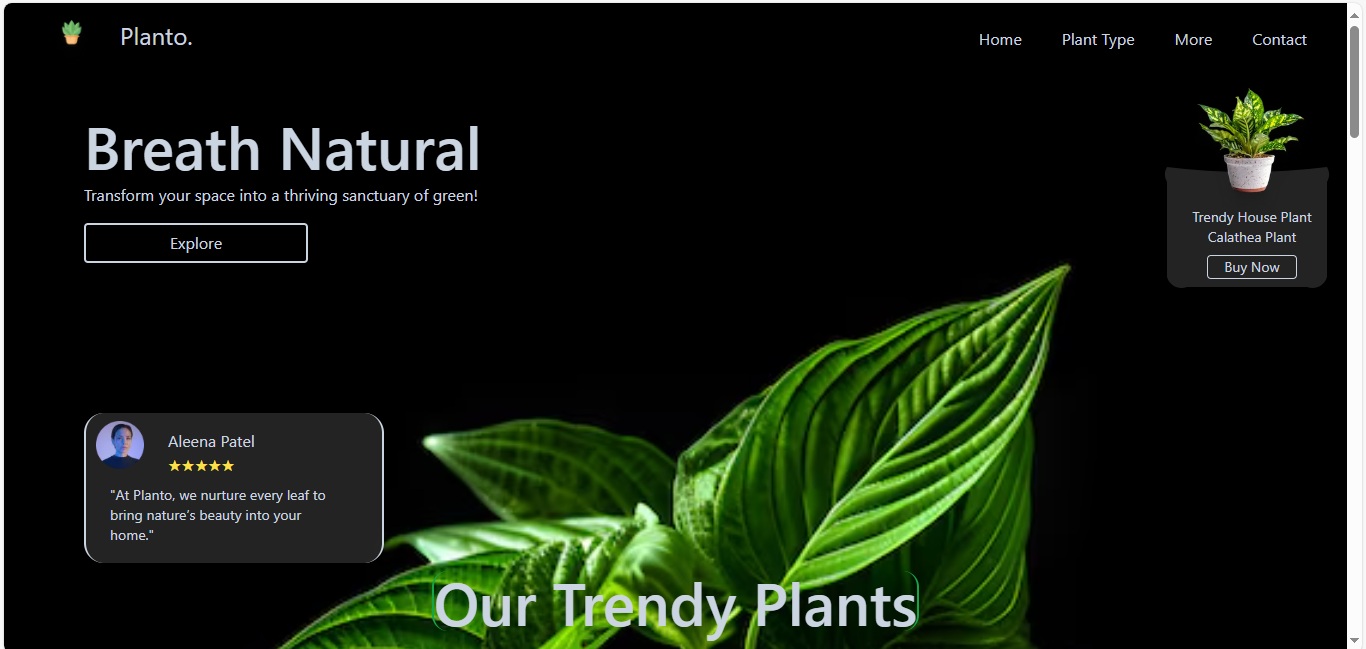 Planto.
Home
Plant Type
More
Contact
Breath Natural
Transform your space into a thriving sanctuary of green!
Explore
Trendy House Plant
Calathea Plant
Buy Now
Aleena Patel
"At Planto, we nurture every leaf to
bring nature’s beauty into your
home."
Our Trendy Plants